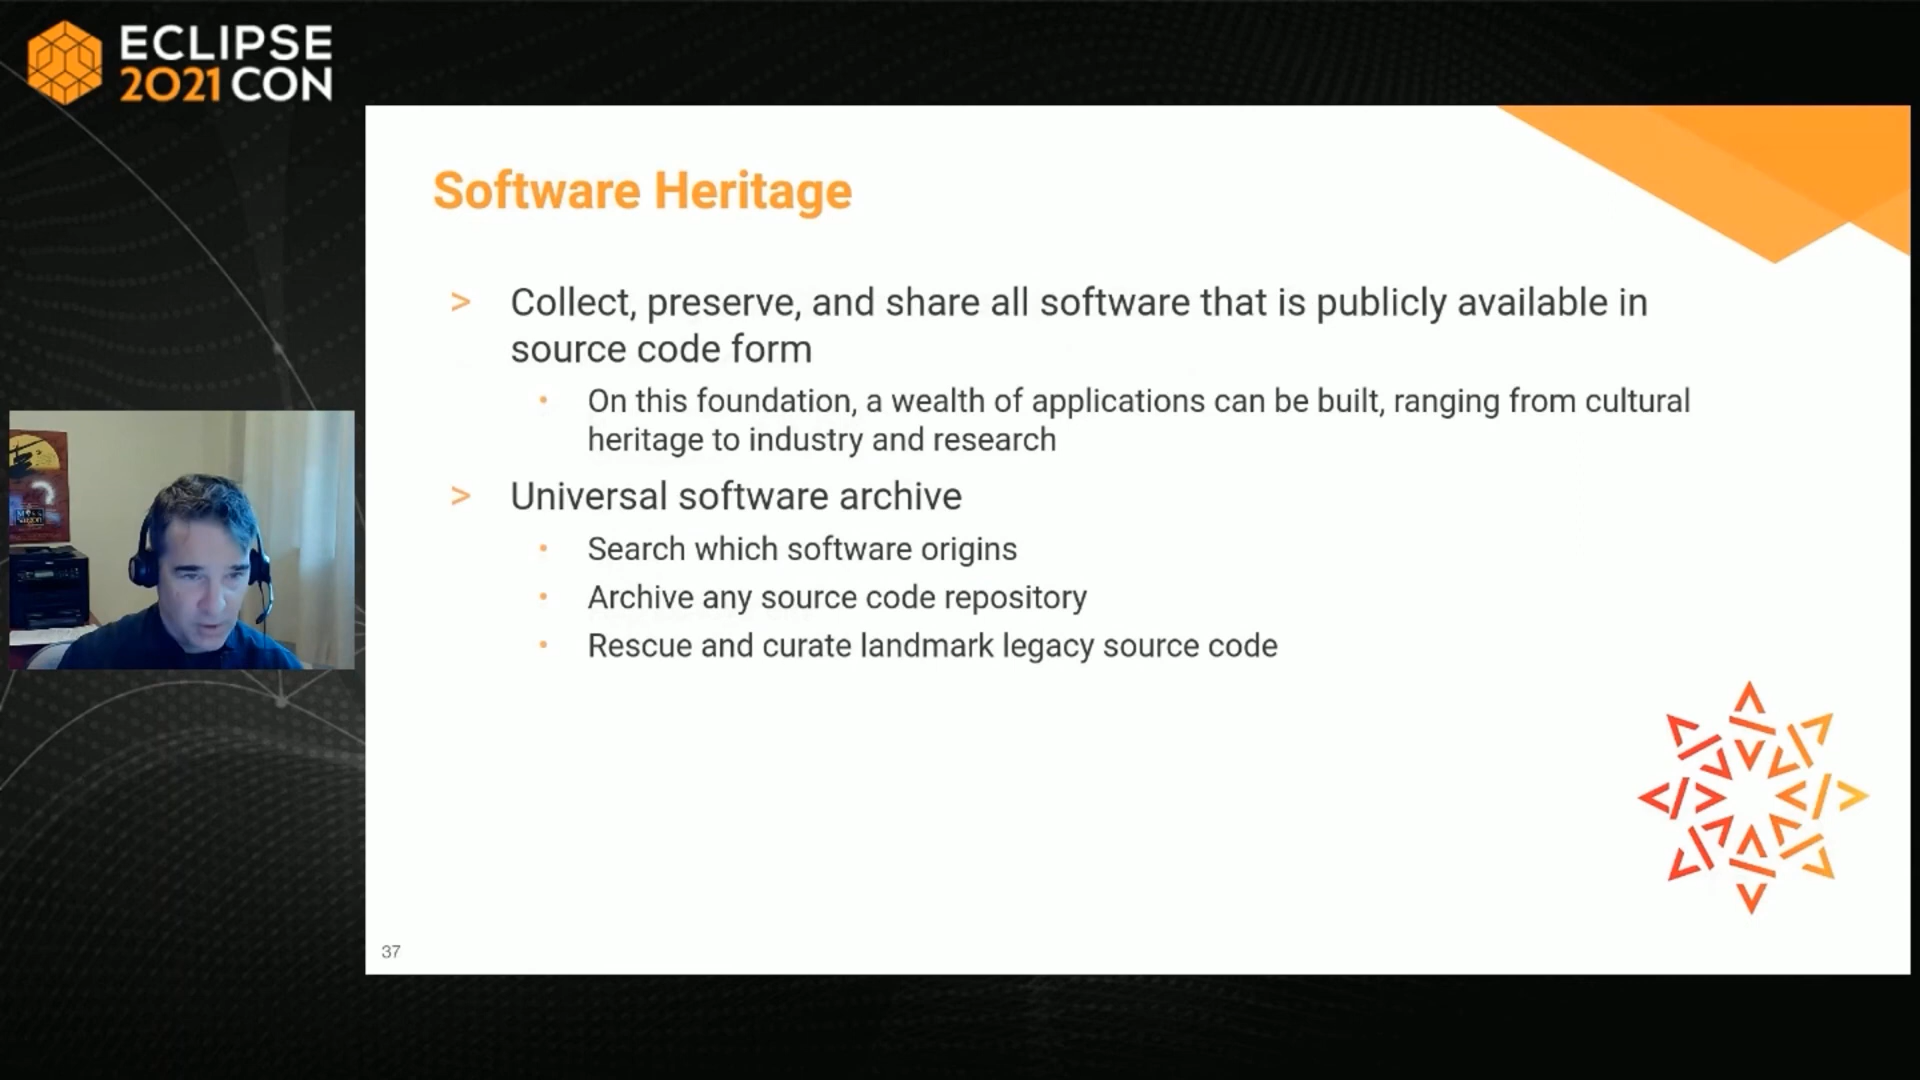 ECLIPSE
2021 CON
Software Heritage
> Collect, preserve, and share all software that is publicly available in
source code form
• On this foundation, a wealth of applications can be built, ranging from cultural
heritage to industry and research
> Universal software archive
• Search which software origins
• Archive any source code repository
• Rescue and curate landmark legacy source code
37